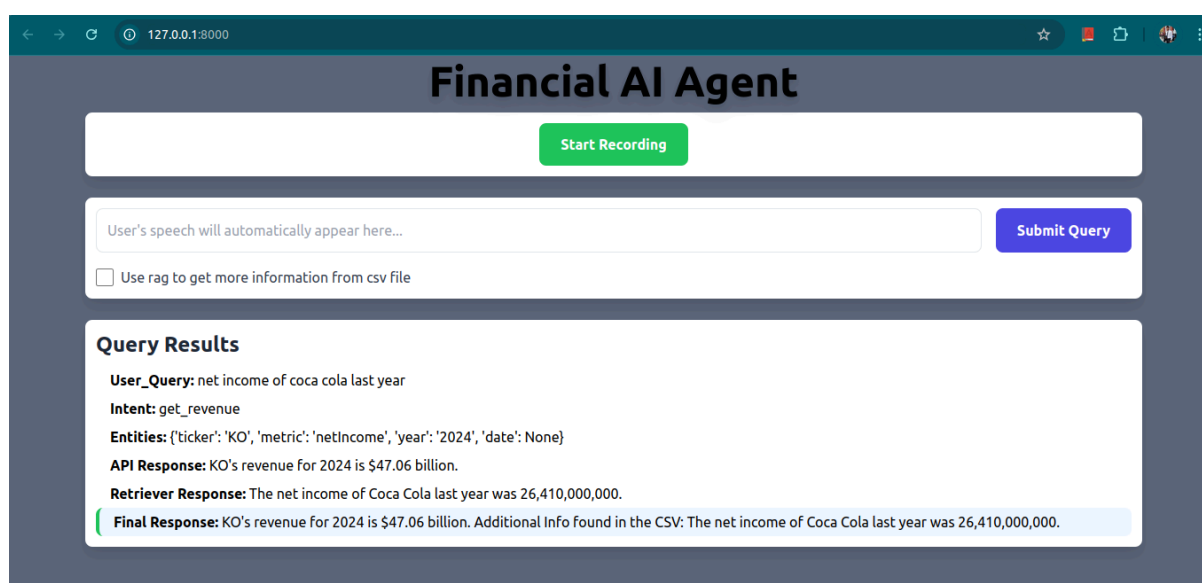 127.0.0.1:8000
Financial AI Agent
Start Recording
User's speech will automatically appear here...
Submit Query
Use rag to get more information from csv file
Query Results
User_Query: net income of coca cola last year
Intent: get_revenue
Entities: {'ticker': 'KO', 'metric': 'netIncome', 'year': '2024', 'date': None}
API Response: KO's revenue for 2024 is $47.06 billion.
Retriever Response: The net income of Coca Cola last year was 26,410,000,000.
Final Response: KO's revenue for 2024 is $47.06 billion. Additional Info found in the CSV: The net income of Coca Cola last year was 26,410,000,000.